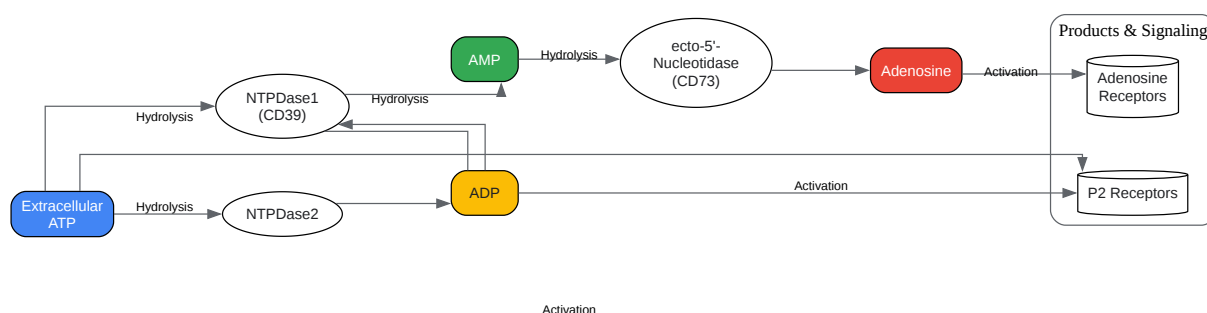 Products & Signaling
ecto-5'-
Nucleotidase
(CD73)
AMP
Hydrolysis
Adenosine
Activation
Adenosine
Receptors
NTPDase1
(CD39)
Hydrolysis
Hydrolysis
Extracellular
ATP
Hydrolysis
NTPDase2
ADP
Activation
P2 Receptors
Activation